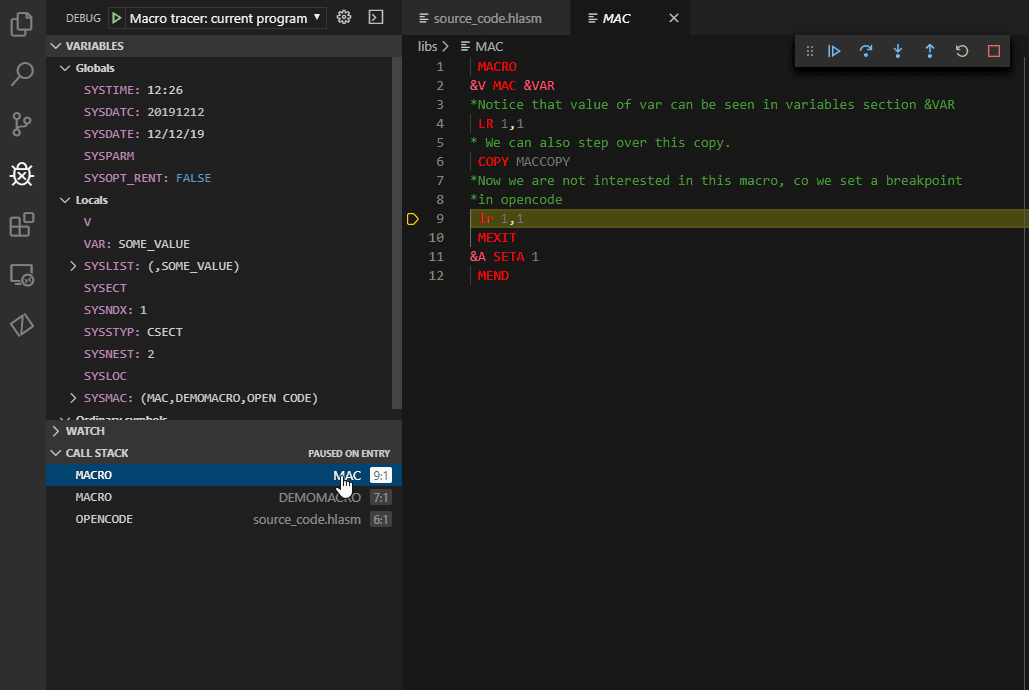 DEBUG Macro tracer: current program
VARIABLES
Globals
SYSTIME: 12:26
SYSDATC: 20191212
SYSDATE: 12/12/19
SYSPARM
SYSOPT_RENT: FALSE
Locals
V
VAR: SOME_VALUE
SYSLIST: (,SOME_VALUE)
SYSECT
SYSNDX: 1
SYSSTYP: CSECT
SYSNEST: 2
SYSLOC
SYSMAC: (MAC,DEMOMACRO,OPEN CODE)
Ordinary symbols
WATCH
CALL STACK PAUSED ON ENTRY
MACRO MAC 9:1
MACRO DEMOMACRO 7:1
OPENCODE source_code.hlasm 6:1
source_code.hlasm MAC
libs > MAC
1 MACRO
2 &V MAC &VAR
3 *Notice that value of var can be seen in variables section &VAR
4 LR 1,1
5 * We can also step over this copy.
6 COPY MACCOPY
7 *Now we are not interested in this macro, co we set a breakpoint
8 *in opencode
9 lr 1,1
10 MEXIT
11 &A SETA 1
12 MEND